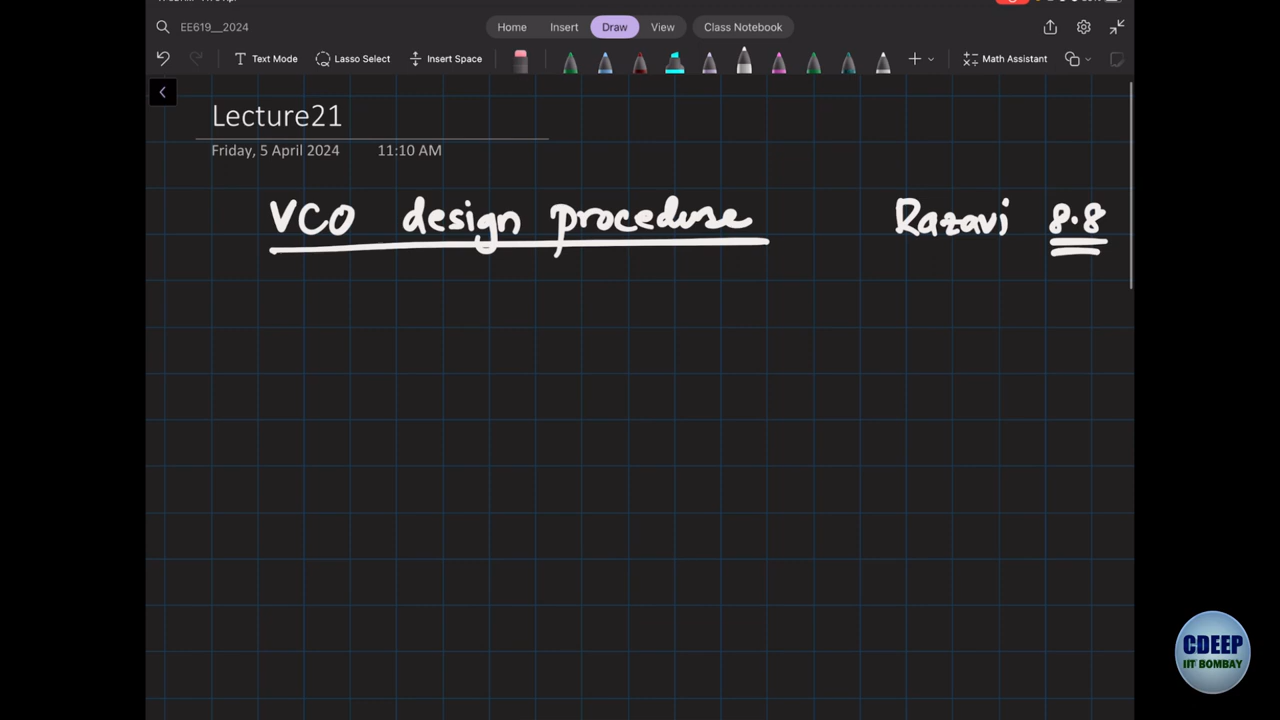 EE619__2024
Home Insert Draw View Class Notebook
Text Mode Lasso Select Insert Space Math Assistant
Lecture21
Friday, 5 April 2024 11:10 AM
VCO design procedure Razavi 8.8
CDEEP
IIT BOMBAY